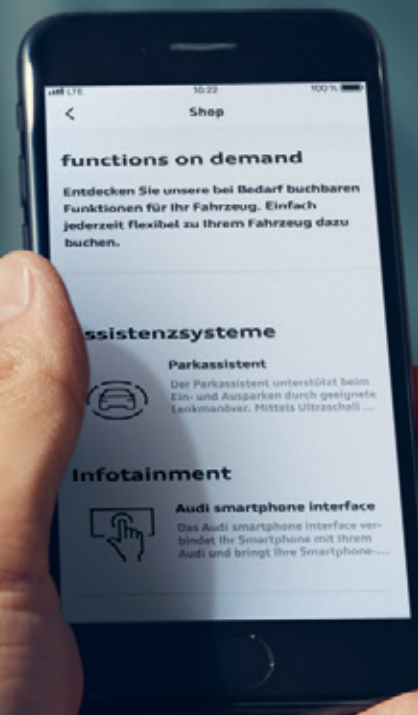 LTE 10:22 100 %
Shop
functions on demand
Entdecken Sie unsere bei Bedarf buchbaren
Funktionen für Ihr Fahrzeug. Einfach
jederzeit flexibel zu Ihrem Fahrzeug dazu
buchen.
ssistenzsysteme
Parkassistent
Der Parkassistent unterstützt beim
Ein- und Ausparken durch geeignete
Lenkmanöver. Mittels Ultraschall ...
Infotainment
Audi smartphone interface
Das Audi smartphone interface ver-
bindet Ihr Smartphone mit Ihrem
Audi und bringt Ihre Smartphone-...